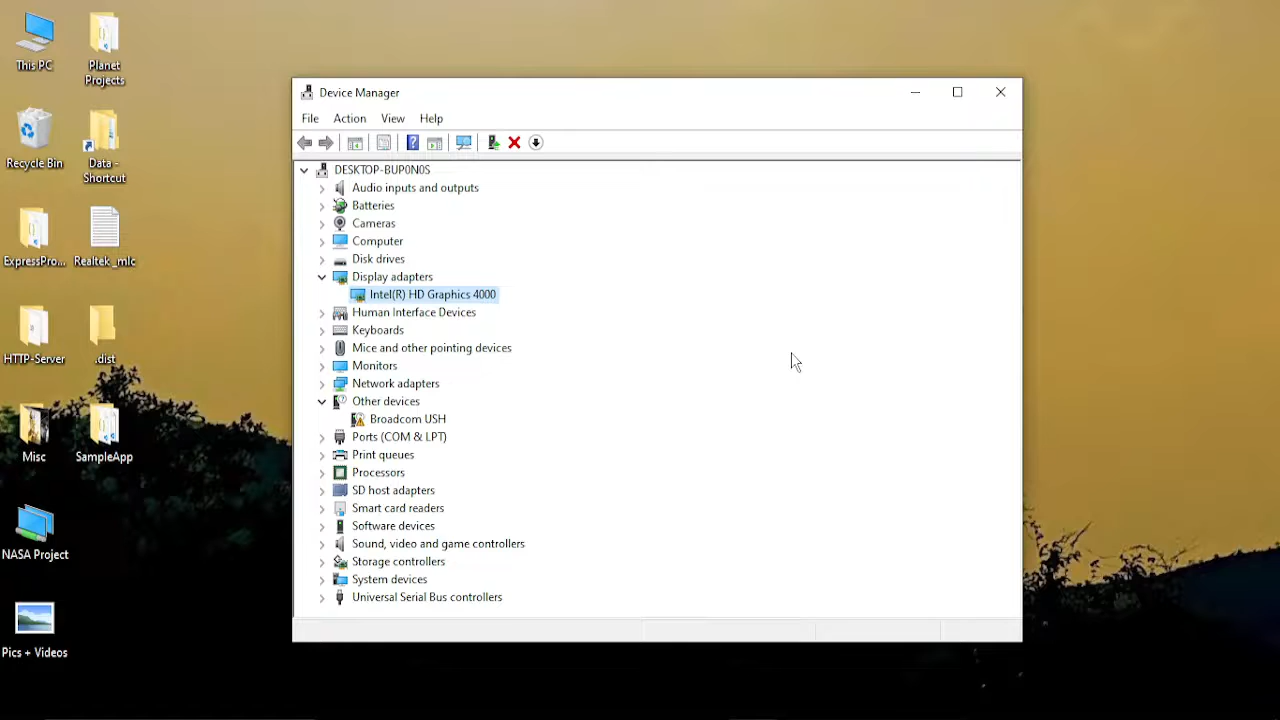 This PC
Planet
Projects
Recycle Bin
Data -
Shortcut
ExpressPro...
Realtek _mic
HTTP-Server
.dist
Misc
SampleApp
NASA Project
Pics + Videos
Device Manager
File Action View Help
DESKTOP-BUP0N0S
Audio inputs and outputs
Batteries
Cameras
Computer
Disk drives
Display adapters
Intel(R) HD Graphics 4000
Human Interface Devices
Keyboards
Mice and other pointing devices
Monitors
Network adapters
Other devices
Broadcom USH
Ports (COM & LPT)
Print queues
Processors
SD host adapters
Smart card readers
Software devices
Sound, video and game controllers
Storage controllers
System devices
Universal Serial Bus controllers